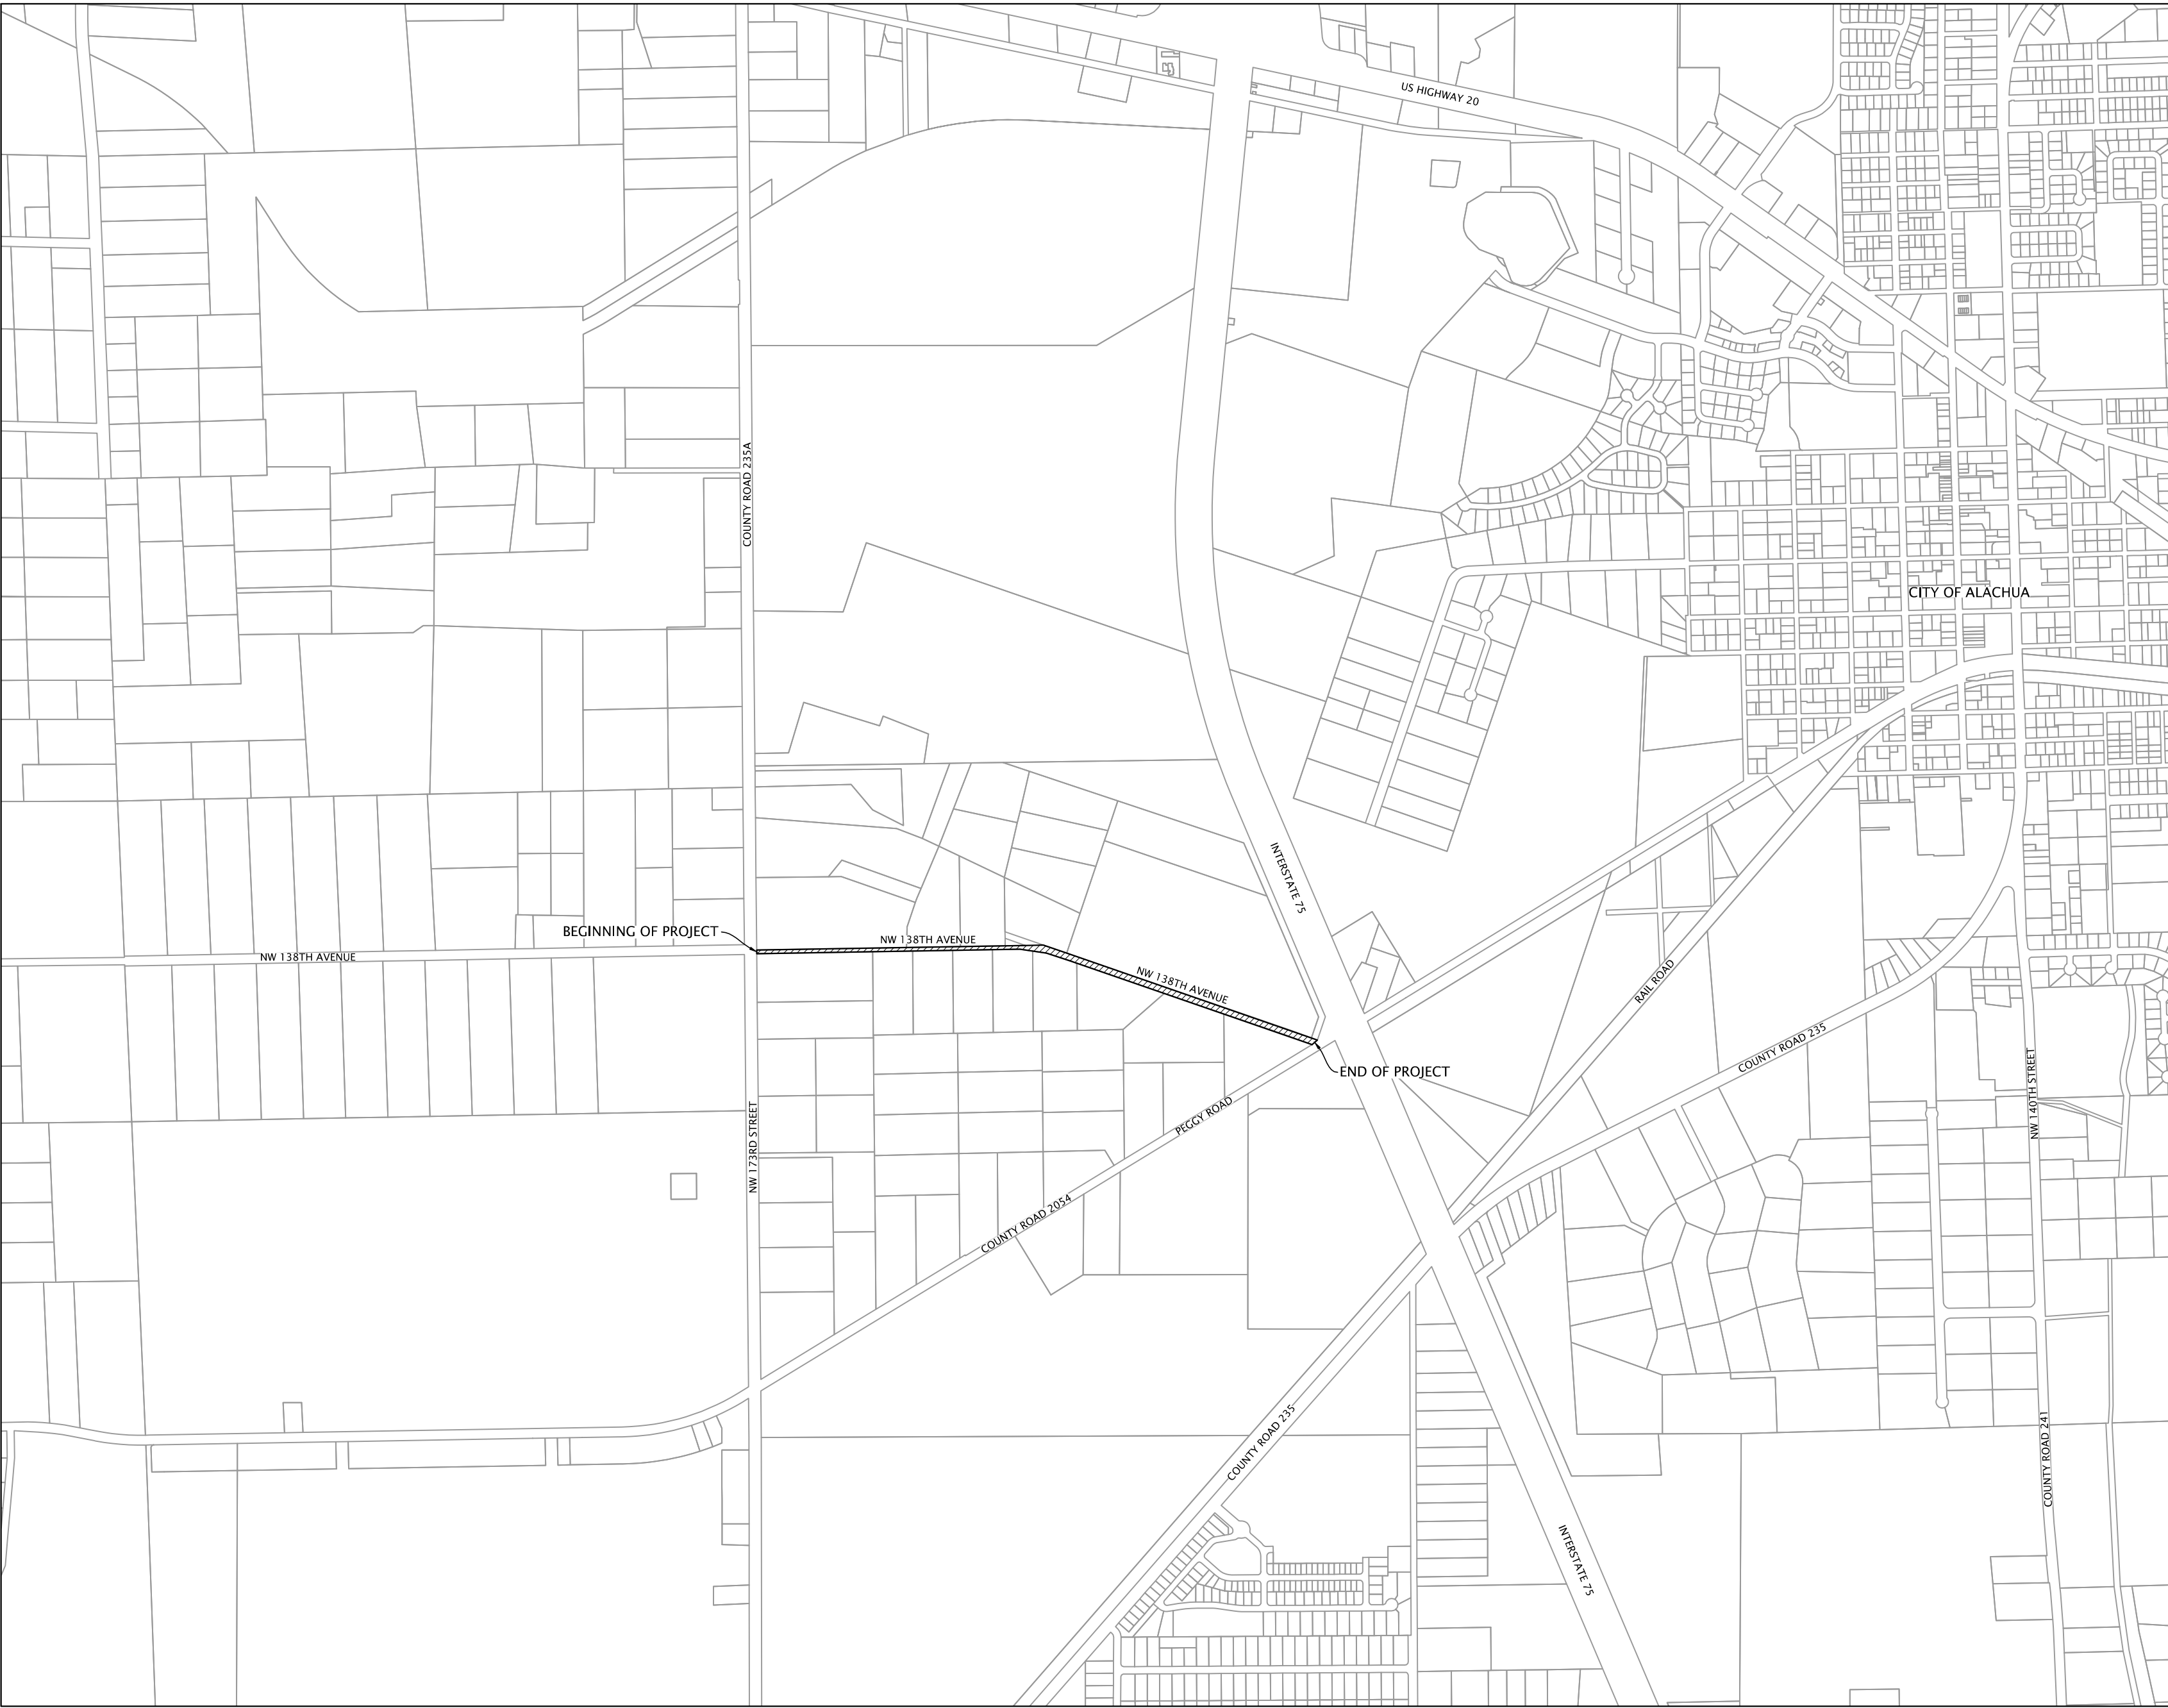 US HIGHWAY 20
COUNTY ROAD 235A
CITY OF ALACHUA
INTERSTATE 75
BEGINNING OF PROJECT
NW 138TH AVENUE
NW 138TH AVENUE
NW 138TH AVENUE
RAIL ROAD
COUNTY ROAD 235
END OF PROJECT
NW 140TH STREET
PEGGY ROAD
NW 173RD STREET
COUNTY ROAD 2054
COUNTY ROAD 235
COUNTY ROAD 241
INTERSTATE 75